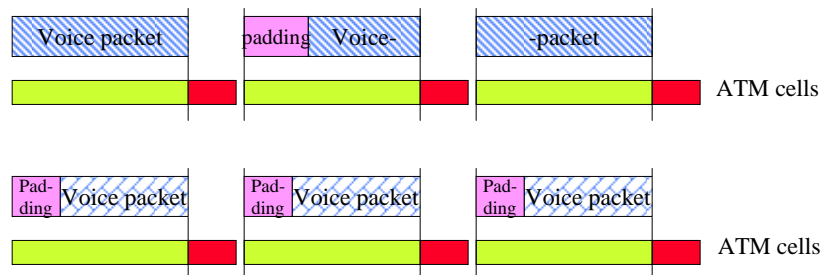 Voice packet
padding
Voice-
-packet
ATM cells
Pad-
ding
Voice packet
Pad-
ding
Voice packet
Pad-
ding
Voice packet
ATM cells